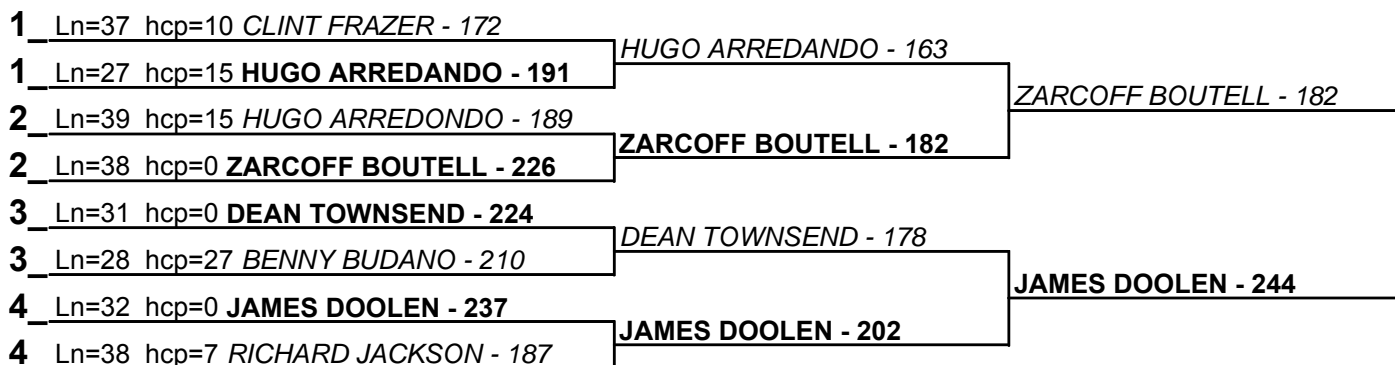 1_ Ln=37 hcp=10 CLINT FRAZER - 172
HUGO ARREDANDO - 163
1_ Ln=27 hcp=15 HUGO ARREDANDO - 191
ZARCOFF BOUTELL - 182
2_ Ln=39 hcp=15 HUGO ARREDONDO - 189
ZARCOFF BOUTELL - 182
2_ Ln=38 hcp=0 ZARCOFF BOUTELL - 226
3_ Ln=31 hcp=0 DEAN TOWNSEND - 224
DEAN TOWNSEND - 178
3_ Ln=28 hcp=27 BENNY BUDANO - 210
JAMES DOOLEN - 244
4_ Ln=32 hcp=0 JAMES DOOLEN - 237
JAMES DOOLEN - 202
4 Ln=38 hcp=7 RICHARD JACKSON - 187